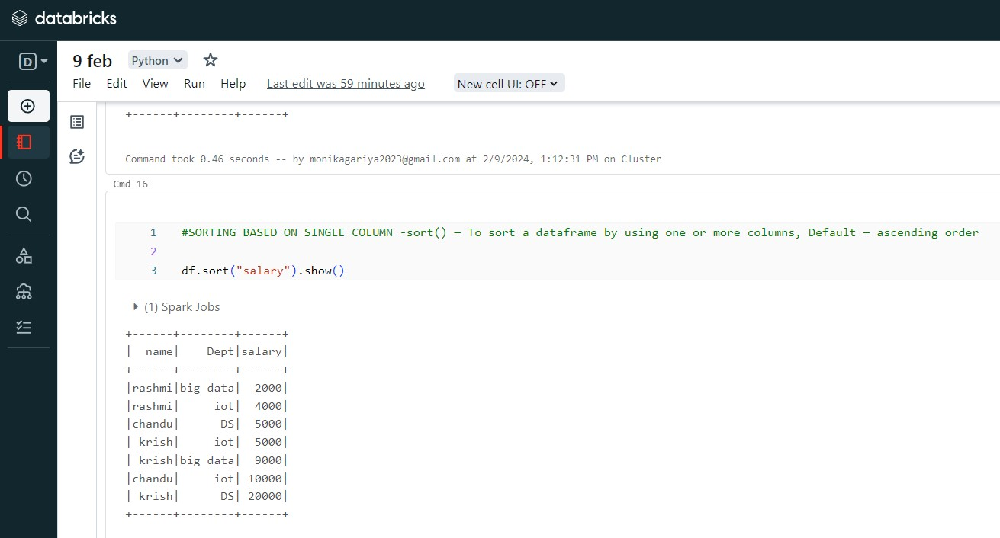 databricks
D
9 feb Python
File Edit View Run Help Last edit was 59 minutes ago New cell UI: OFF
+------+--------+------+
Command took 0.46 seconds -- by monikagariya2023@gmail.com at 2/9/2024, 1:12:31 PM on Cluster
Cmd 16
1 #SORTING BASED ON SINGLE COLUMN -sort() – To sort a dataframe by using one or more columns, Default – ascending order
2
3 df.sort("salary").show()
(1) Spark Jobs
+------+--------+------+
|  name|    Dept|salary|
+------+--------+------+
|rashmi|big data|  2000|
|rashmi|     iot|  4000|
|chandu|      DS|  5000|
| krish|     iot|  5000|
| krish|big data|  9000|
|chandu|     iot| 10000|
| krish|      DS| 20000|
+------+--------+------+